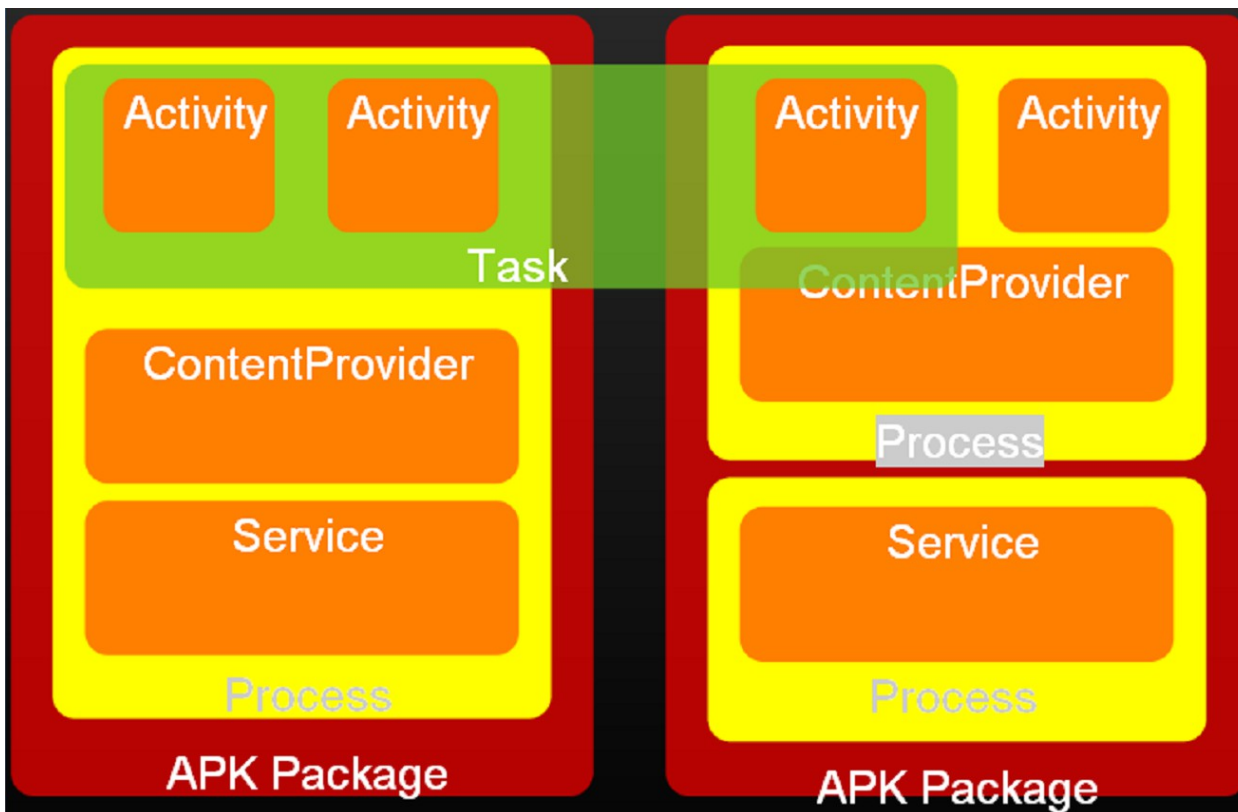 Activity Activity Activity Activity
Task
ContentProvider
ContentProvider
Process
Service
Service
Process
Process
APK Package
APK Package